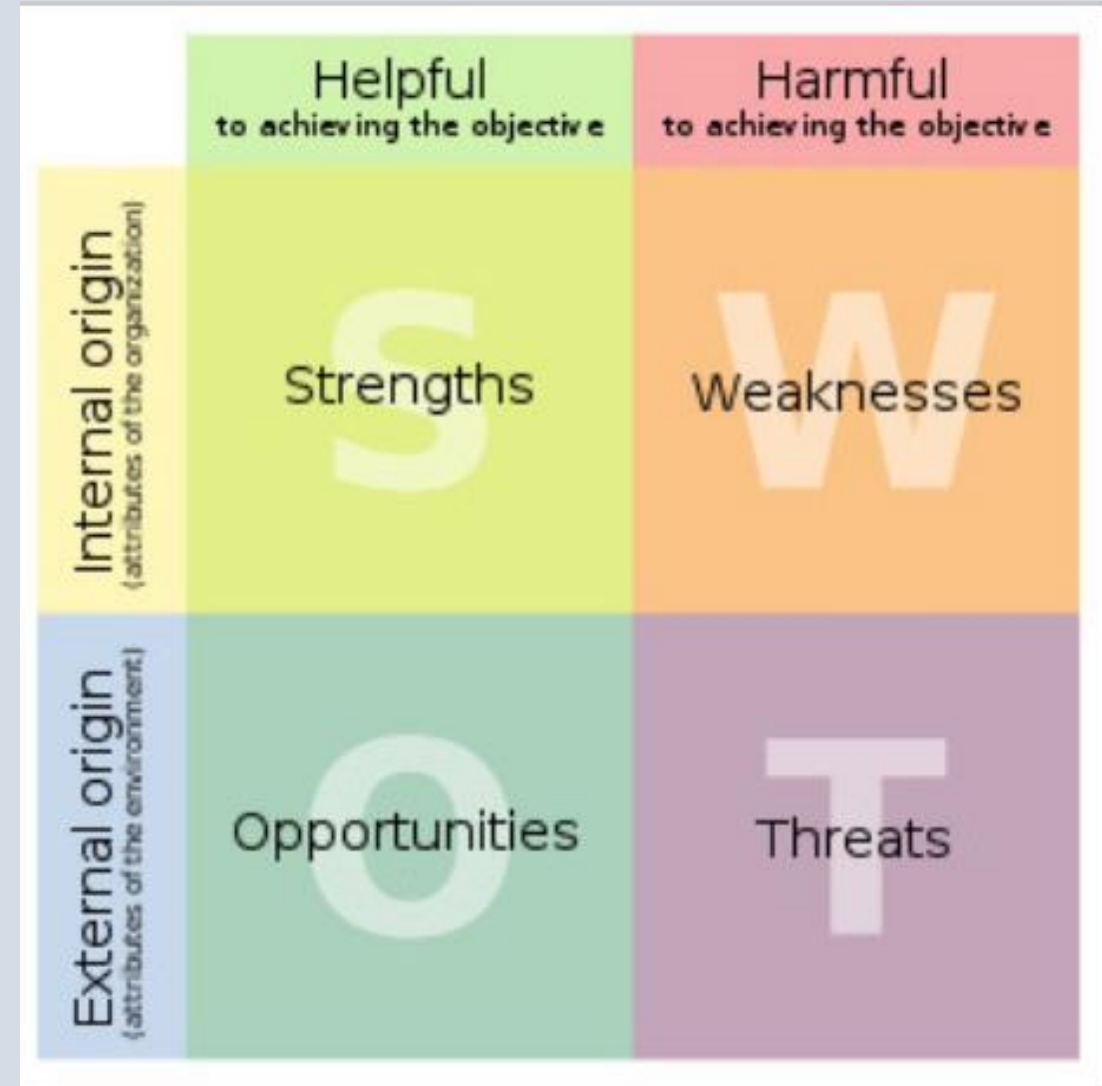 Helpful
to achieving the objective
Harmful
to achieving the objective
Internal origin
(attributes of the organization)
S
Strengths
W
Weaknesses
External origin
(attributes of the environment)
O
Opportunities
T
Threats